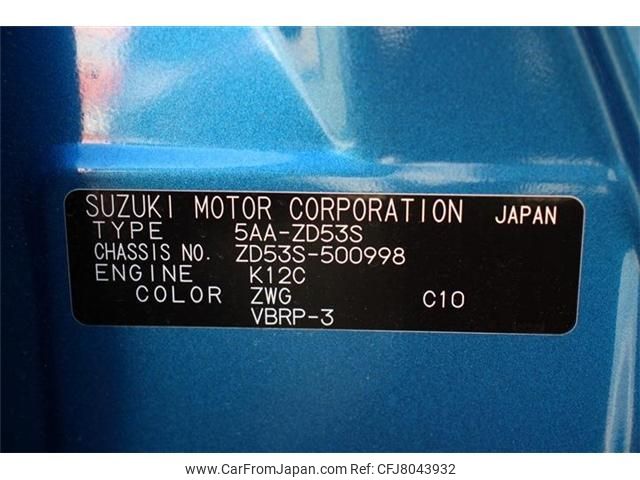 SUZUKI MOTOR CORPORATION JAPAN
TYPE 5AA-ZD53S
CHASSIS NO. ZD53S-500998
ENGINE K12C
COLOR ZWG C10
VBRP-3
www.CarFromJapan.com CFJ8043932